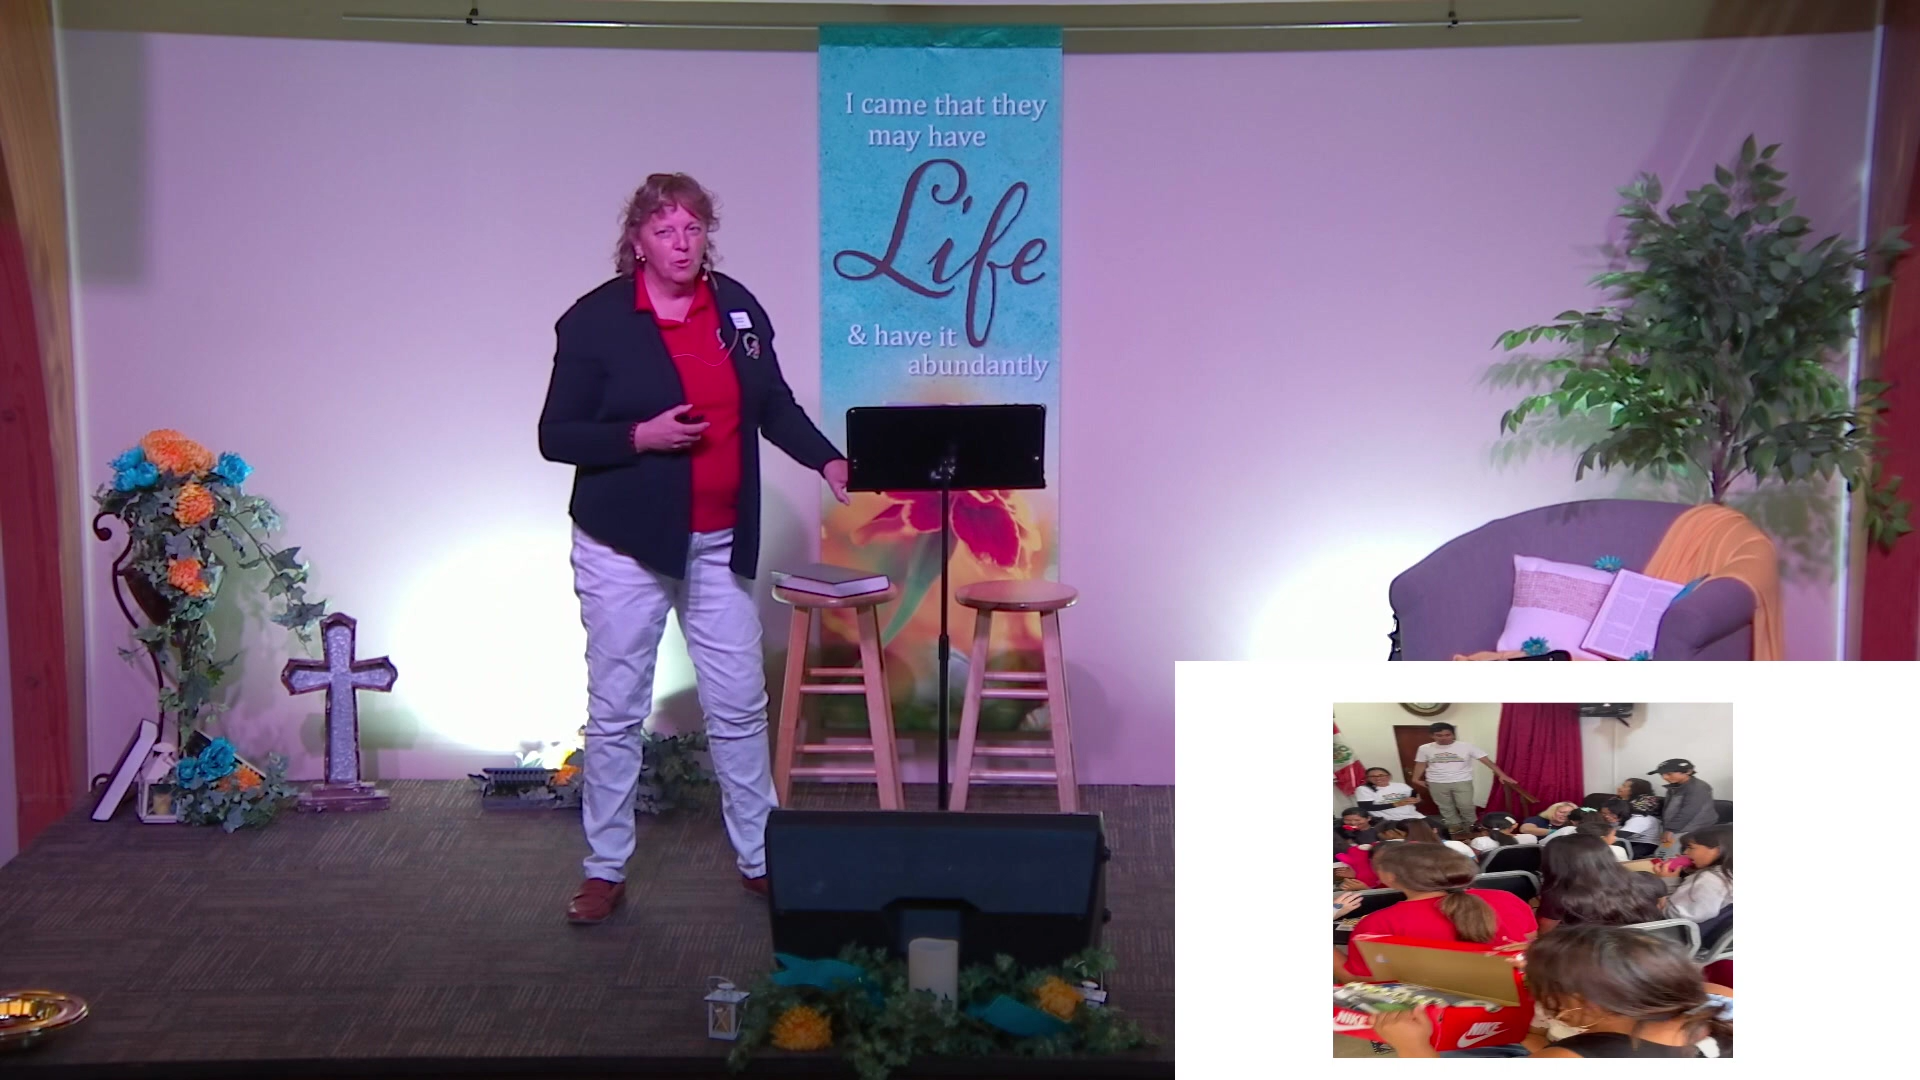 I came that they
may have
Life
& have it
abundantly
NIKE
NIKE